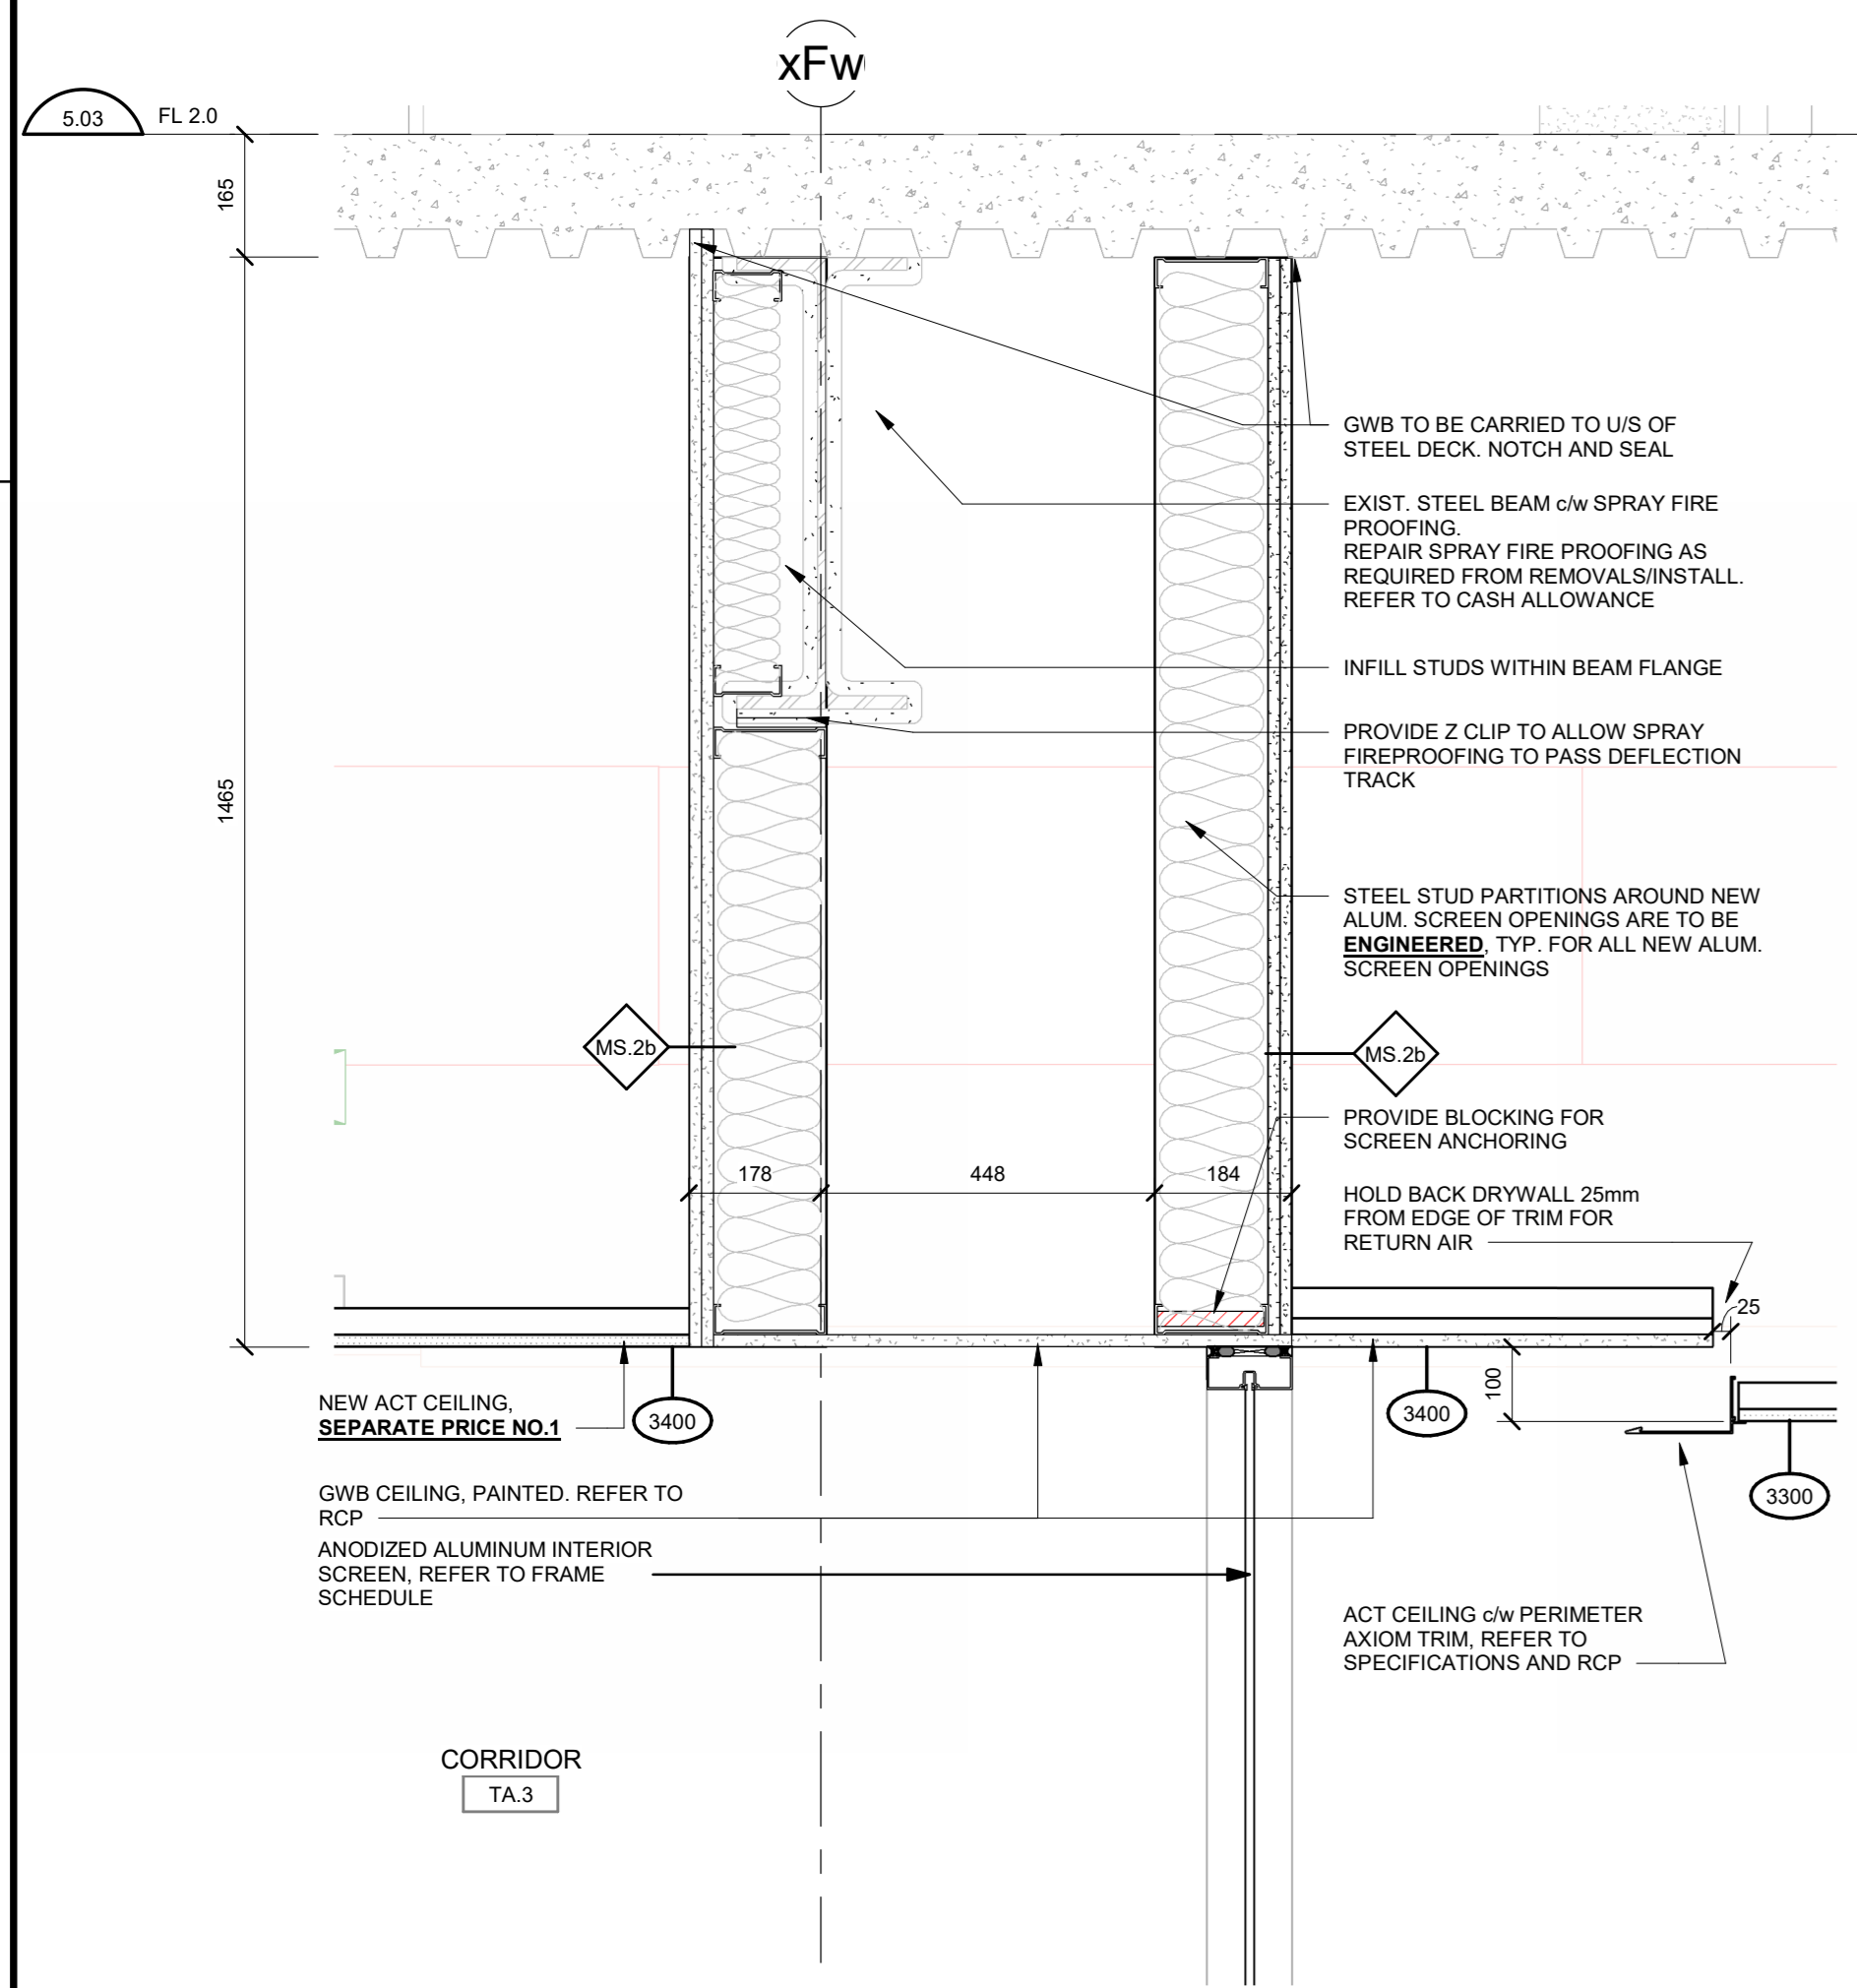 xFw
5.03
FL 2.0
165
1465
GWB TO BE CARRIED TO U/S OF
STEEL DECK. NOTCH AND SEAL
EXIST. STEEL BEAM c/w SPRAY FIRE
PROOFING.
REPAIR SPRAY FIRE PROOFING AS
REQUIRED FROM REMOVALS/INSTALL.
REFER TO CASH ALLOWANCE
INFILL STUDS WITHIN BEAM FLANGE
PROVIDE Z CLIP TO ALLOW SPRAY
FIREPROOFING TO PASS DEFLECTION
TRACK
STEEL STUD PARTITIONS AROUND NEW
ALUM. SCREEN OPENINGS ARE TO BE
ENGINEERED, TYP. FOR ALL NEW ALUM.
SCREEN OPENINGS
MS.2b
MS.2b
PROVIDE BLOCKING FOR
SCREEN ANCHORING
178
448
184
HOLD BACK DRYWALL 25mm
FROM EDGE OF TRIM FOR
RETURN AIR
25
100
NEW ACT CEILING,
SEPARATE PRICE NO.1
3400
3400
3300
GWB CEILING, PAINTED. REFER TO
RCP
ANODIZED ALUMINUM INTERIOR
SCREEN, REFER TO FRAME
SCHEDULE
ACT CEILING c/w PERIMETER
AXIOM TRIM, REFER TO
SPECIFICATIONS AND RCP
CORRIDOR
TA.3